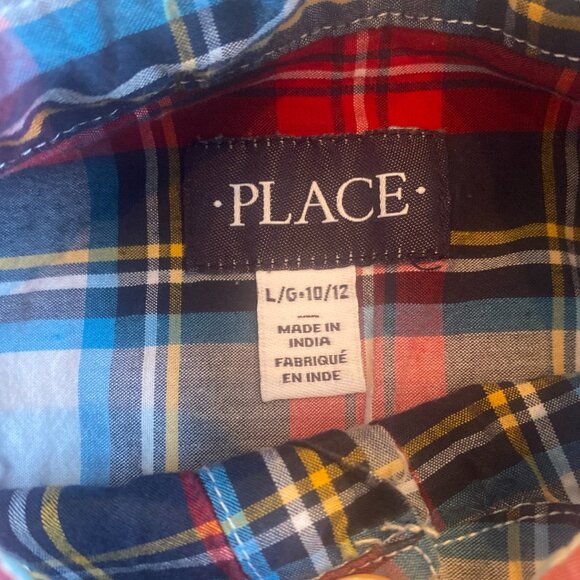 ·PLACE·
L/G•10/12
MADE IN
INDIA
FABRIQUÉ
EN INDE